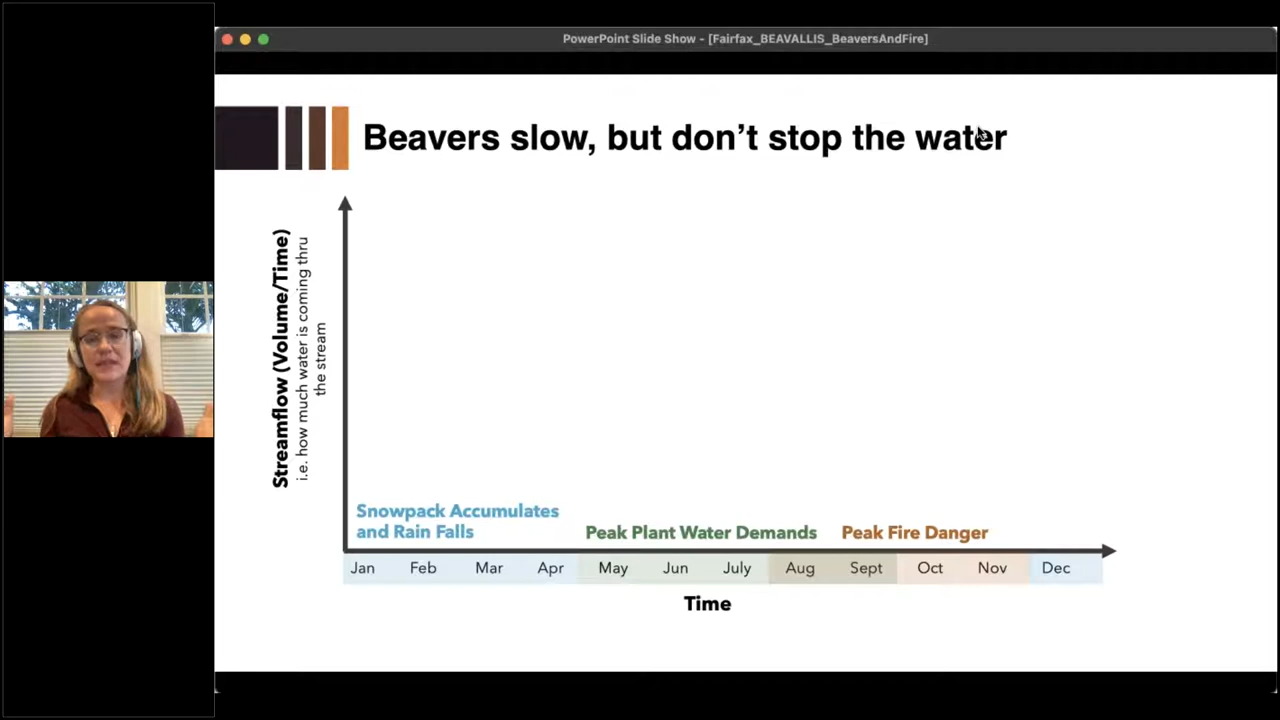 PowerPoint Slide Show - [Fairfax_BEAVALLIS_BeaversAndFire]
Beavers slow, but don’t stop the water
Streamflow (Volume/Time)
i.e. how much water is coming thru
the stream
Snowpack Accumulates
and Rain Falls
Peak Plant Water Demands
Peak Fire Danger
Jan Feb Mar Apr May Jun July Aug Sept Oct Nov Dec
Time